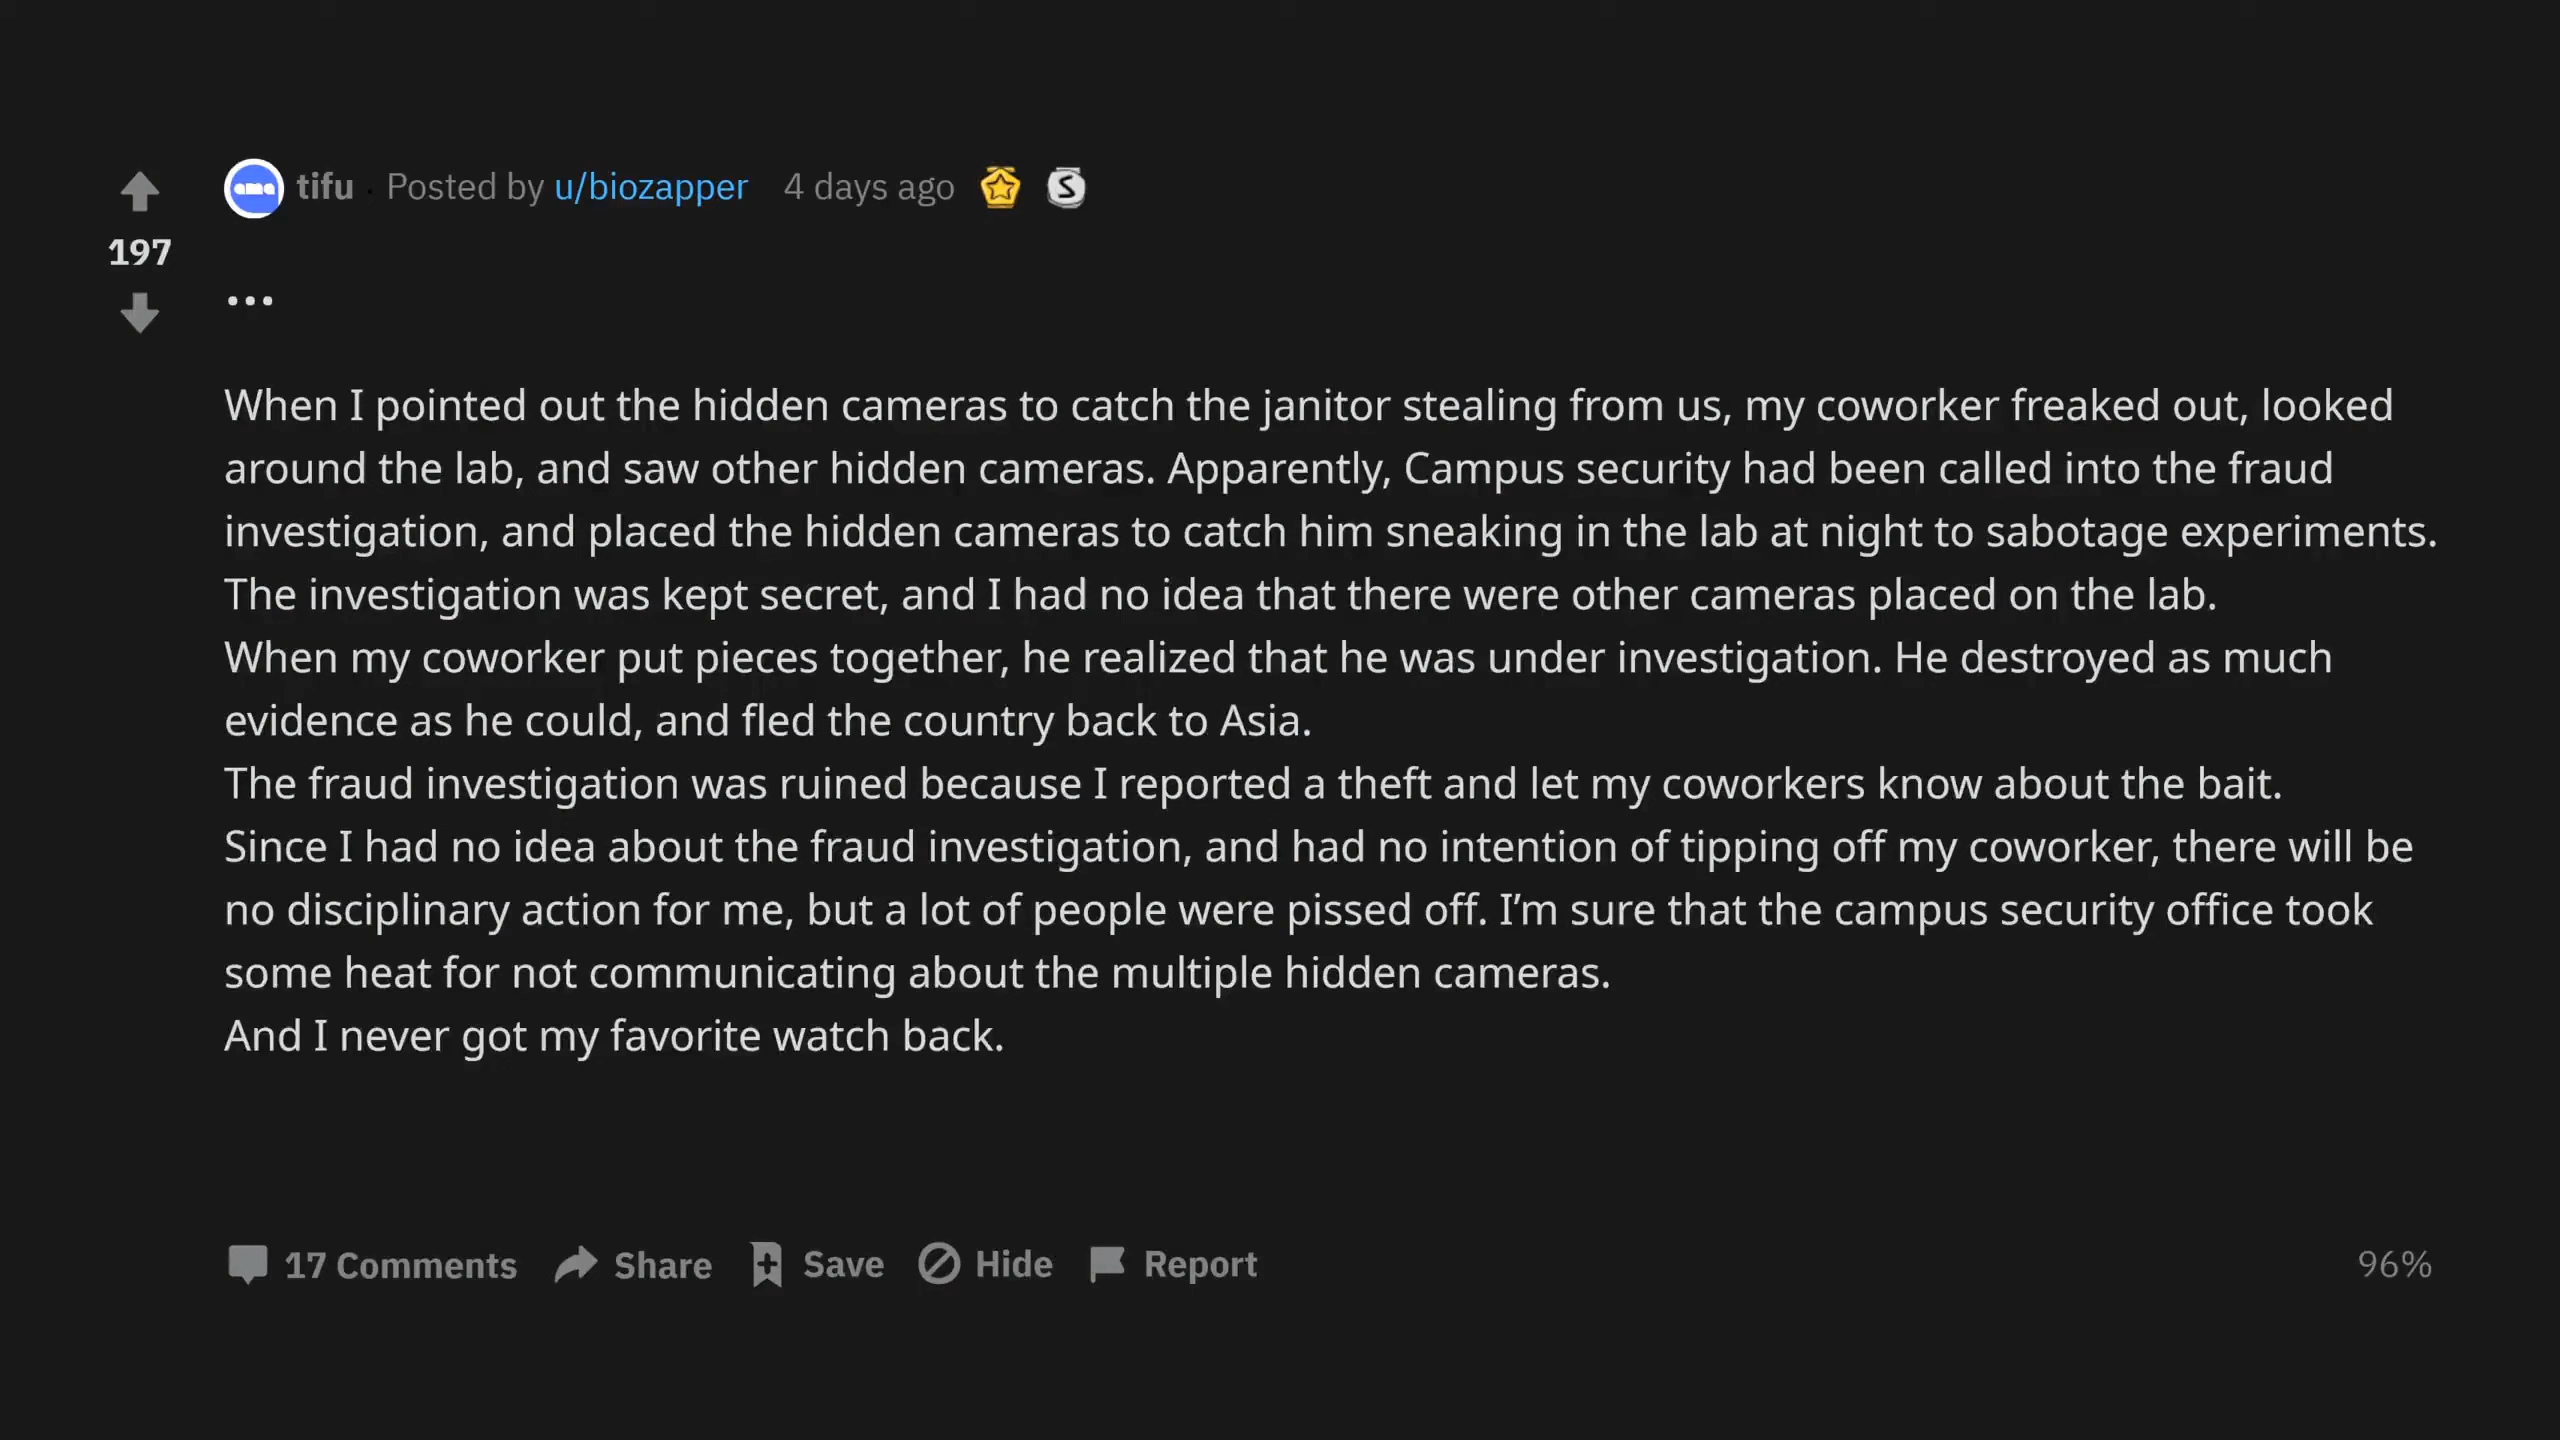 ama tifu · Posted by u/biozapper 4 days ago S
197
...
When I pointed out the hidden cameras to catch the janitor stealing from us, my coworker freaked out, looked
around the lab, and saw other hidden cameras. Apparently, Campus security had been called into the fraud
investigation, and placed the hidden cameras to catch him sneaking in the lab at night to sabotage experiments.
The investigation was kept secret, and I had no idea that there were other cameras placed on the lab.
When my coworker put pieces together, he realized that he was under investigation. He destroyed as much
evidence as he could, and fled the country back to Asia.
The fraud investigation was ruined because I reported a theft and let my coworkers know about the bait.
Since I had no idea about the fraud investigation, and had no intention of tipping off my coworker, there will be
no disciplinary action for me, but a lot of people were pissed off. I’m sure that the campus security office took
some heat for not communicating about the multiple hidden cameras.
And I never got my favorite watch back.
17 Comments Share Save Hide Report 96%